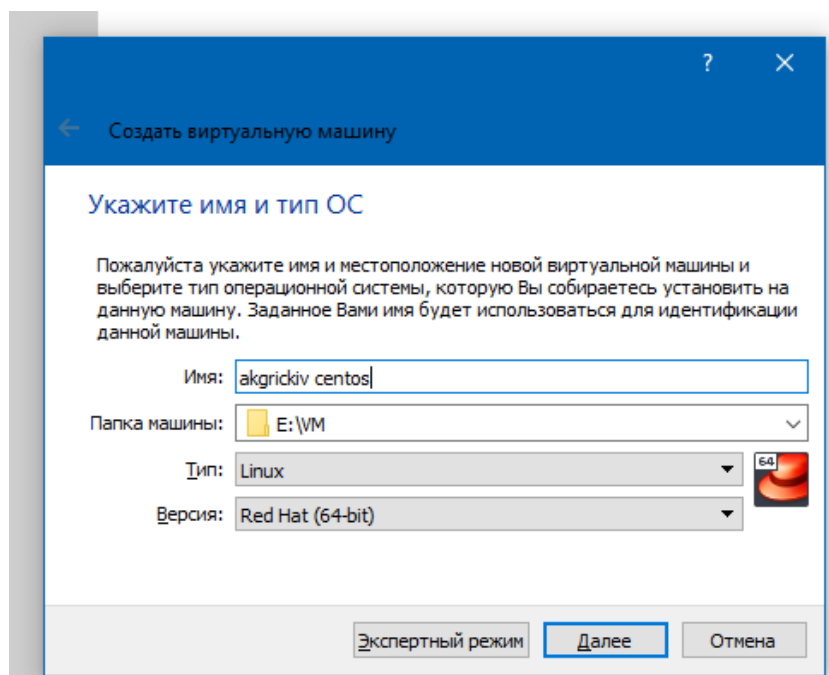 ?
Создать виртуальную машину
Укажите имя и тип ОС
Пожалуйста укажите имя и местоположение новой виртуальной машины и
выберите тип операционной системы, которую Вы собираетесь установить на
данную машину. Заданное Вами имя будет использоваться для идентификации
данной машины.
Имя: akgrickiv centos
Папка машины: E:\VM
Тип: Linux
64
Версия: Red Hat (64-bit)
Экспертный режим Далее Отмена